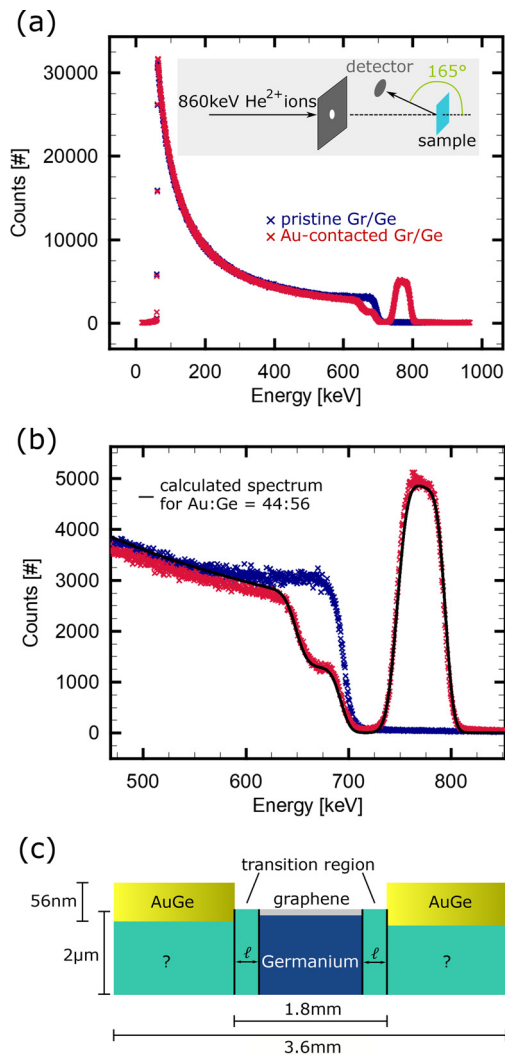 (a)
30000
20000
10000
0
Counts [#]
detector
165°
860keV He²⁺ions
sample
× pristine Gr/Ge
× Au-contacted Gr/Ge
0 200 400 600 800 1000
Energy [keV]
(b)
5000
4000
3000
2000
1000
0
Counts [#]
calculated spectrum
for Au:Ge = 44:56
500 600 700 800
Energy [keV]
(c)
transition region
56nm
AuGe
graphene
AuGe
2μm
?
ℓ
Germanium
ℓ
?
1.8mm
3.6mm